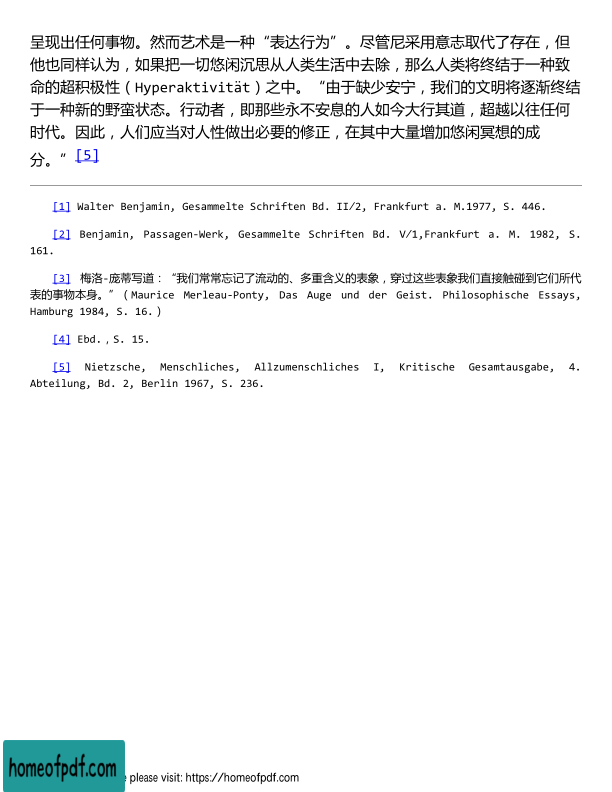 呈现出任何事物。然而艺术是一种“表达行为”。尽管尼采用意志取代了存在，但
他也同样认为，如果把一切悠闲沉思从人类生活中去除，那么人类将终结于一种致
命的超积极性（Hyperaktivität）之中。“由于缺少安宁，我们的文明将逐渐终结
于一种新的野蛮状态。行动者，即那些永不安息的人如今大行其道，超越以往任何
时代。因此，人们应当对人性做出必要的修正，在其中大量增加悠闲冥想的成
分。”[5]
[1] Walter Benjamin, Gesammelte Schriften Bd. II/2, Frankfurt a. M.1977, S. 446.
[2] Benjamin, Passagen-Werk, Gesammelte Schriften Bd. V/1,Frankfurt a. M. 1982, S.
161.
[3] 梅洛-庞蒂写道：“我们常常忘记了流动的、多重含义的表象，穿过这些表象我们直接触碰到它们所代
表的事物本身。”（Maurice Merleau-Ponty, Das Auge und der Geist. Philosophische Essays,
Hamburg 1984, S. 16.）
[4] Ebd.，S. 15.
[5] Nietzsche, Menschliches, Allzumenschliches I, Kritische Gesamtausgabe, 4.
Abteilung, Bd. 2, Berlin 1967, S. 236.
homeofpdf.com
please visit: https://homeofpdf.com